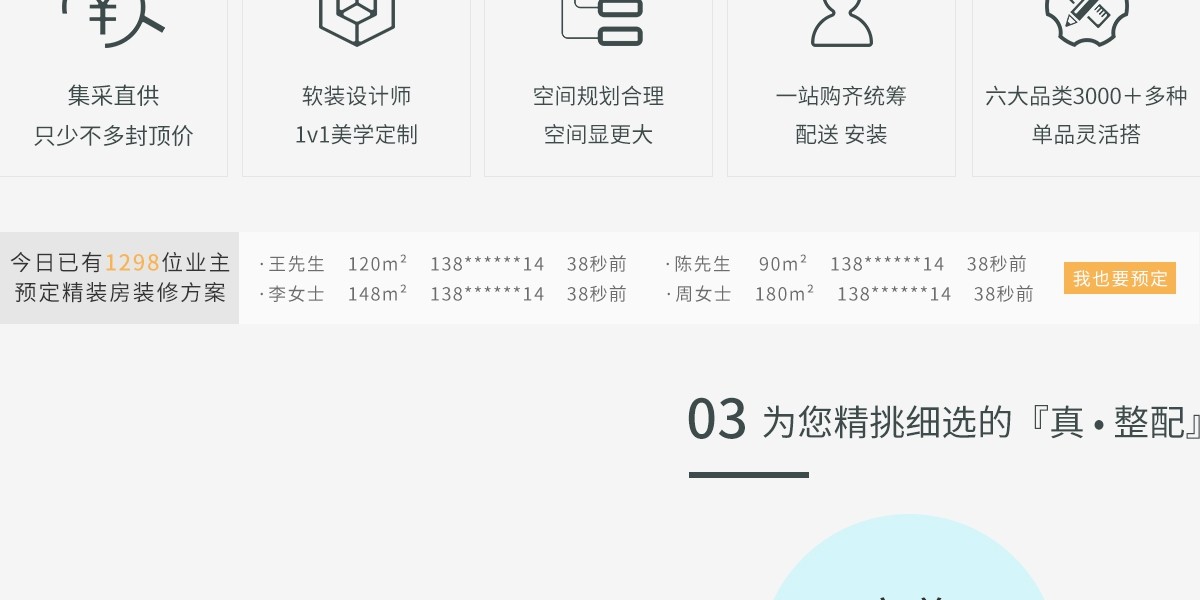 集采直供
只少不多封顶价
软装设计师
1v1美学定制
空间规划合理
空间显更大
一站购齐统筹
配送 安装
六大品类3000＋多种
单品灵活搭
今日已有1298位业主
预定精装房装修方案
·王先生 120m² 138******14 38秒前
·陈先生 90m² 138******14 38秒前
·李女士 148m² 138******14 38秒前
·周女士 180m² 138******14 38秒前
我也要预定
03 为您精挑细选的『真•整配』